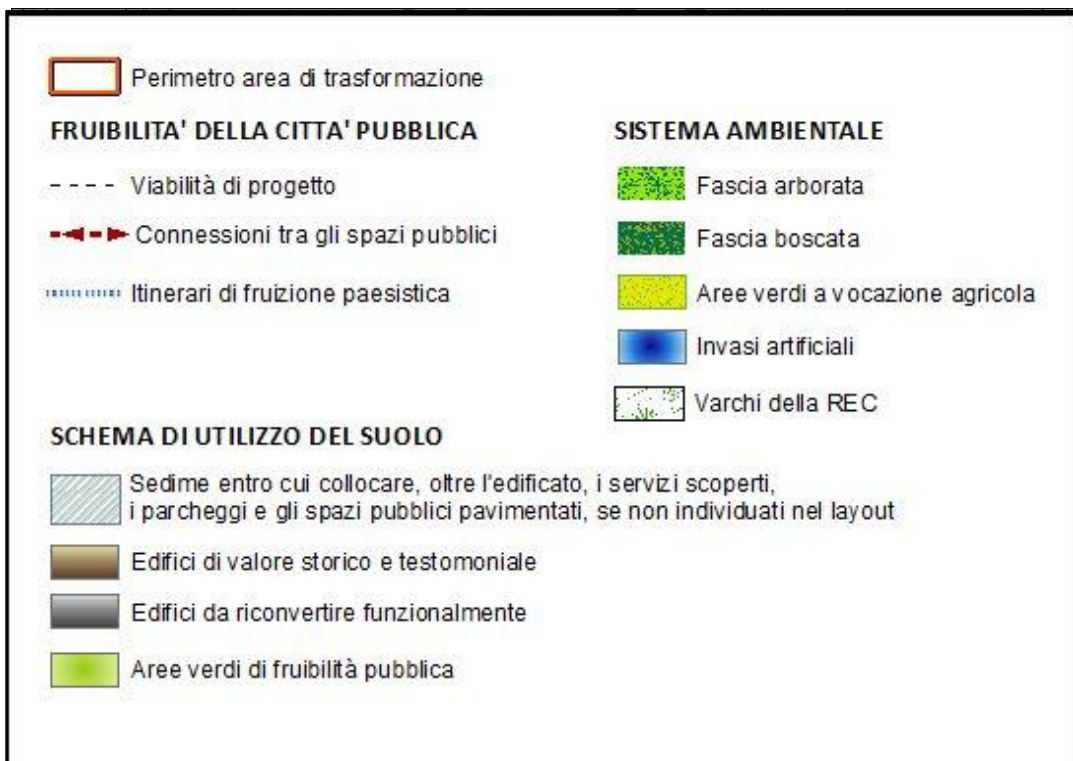 Perimetro area di trasformazione
FRUIBILITA' DELLA CITTA' PUBBLICA
Viabilità di progetto
Connessioni tra gli spazi pubblici
Itinerari di fruizione paesistica
SISTEMA AMBIENTALE
Fascia arborata
Fascia boscata
Aree verdi a vocazione agricola
Invasi artificiali
Varchi della REC
SCHEMA DI UTILIZZO DEL SUOLO
Sedime entro cui collocare, oltre l'edificato, i servizi scoperti,
i parcheggi e gli spazi pubblici pavimentati, se non individuati nel layout
Edifici di valore storico e testomoniale
Edifici da riconvertire funzionalmente
Aree verdi di fruibilità pubblica